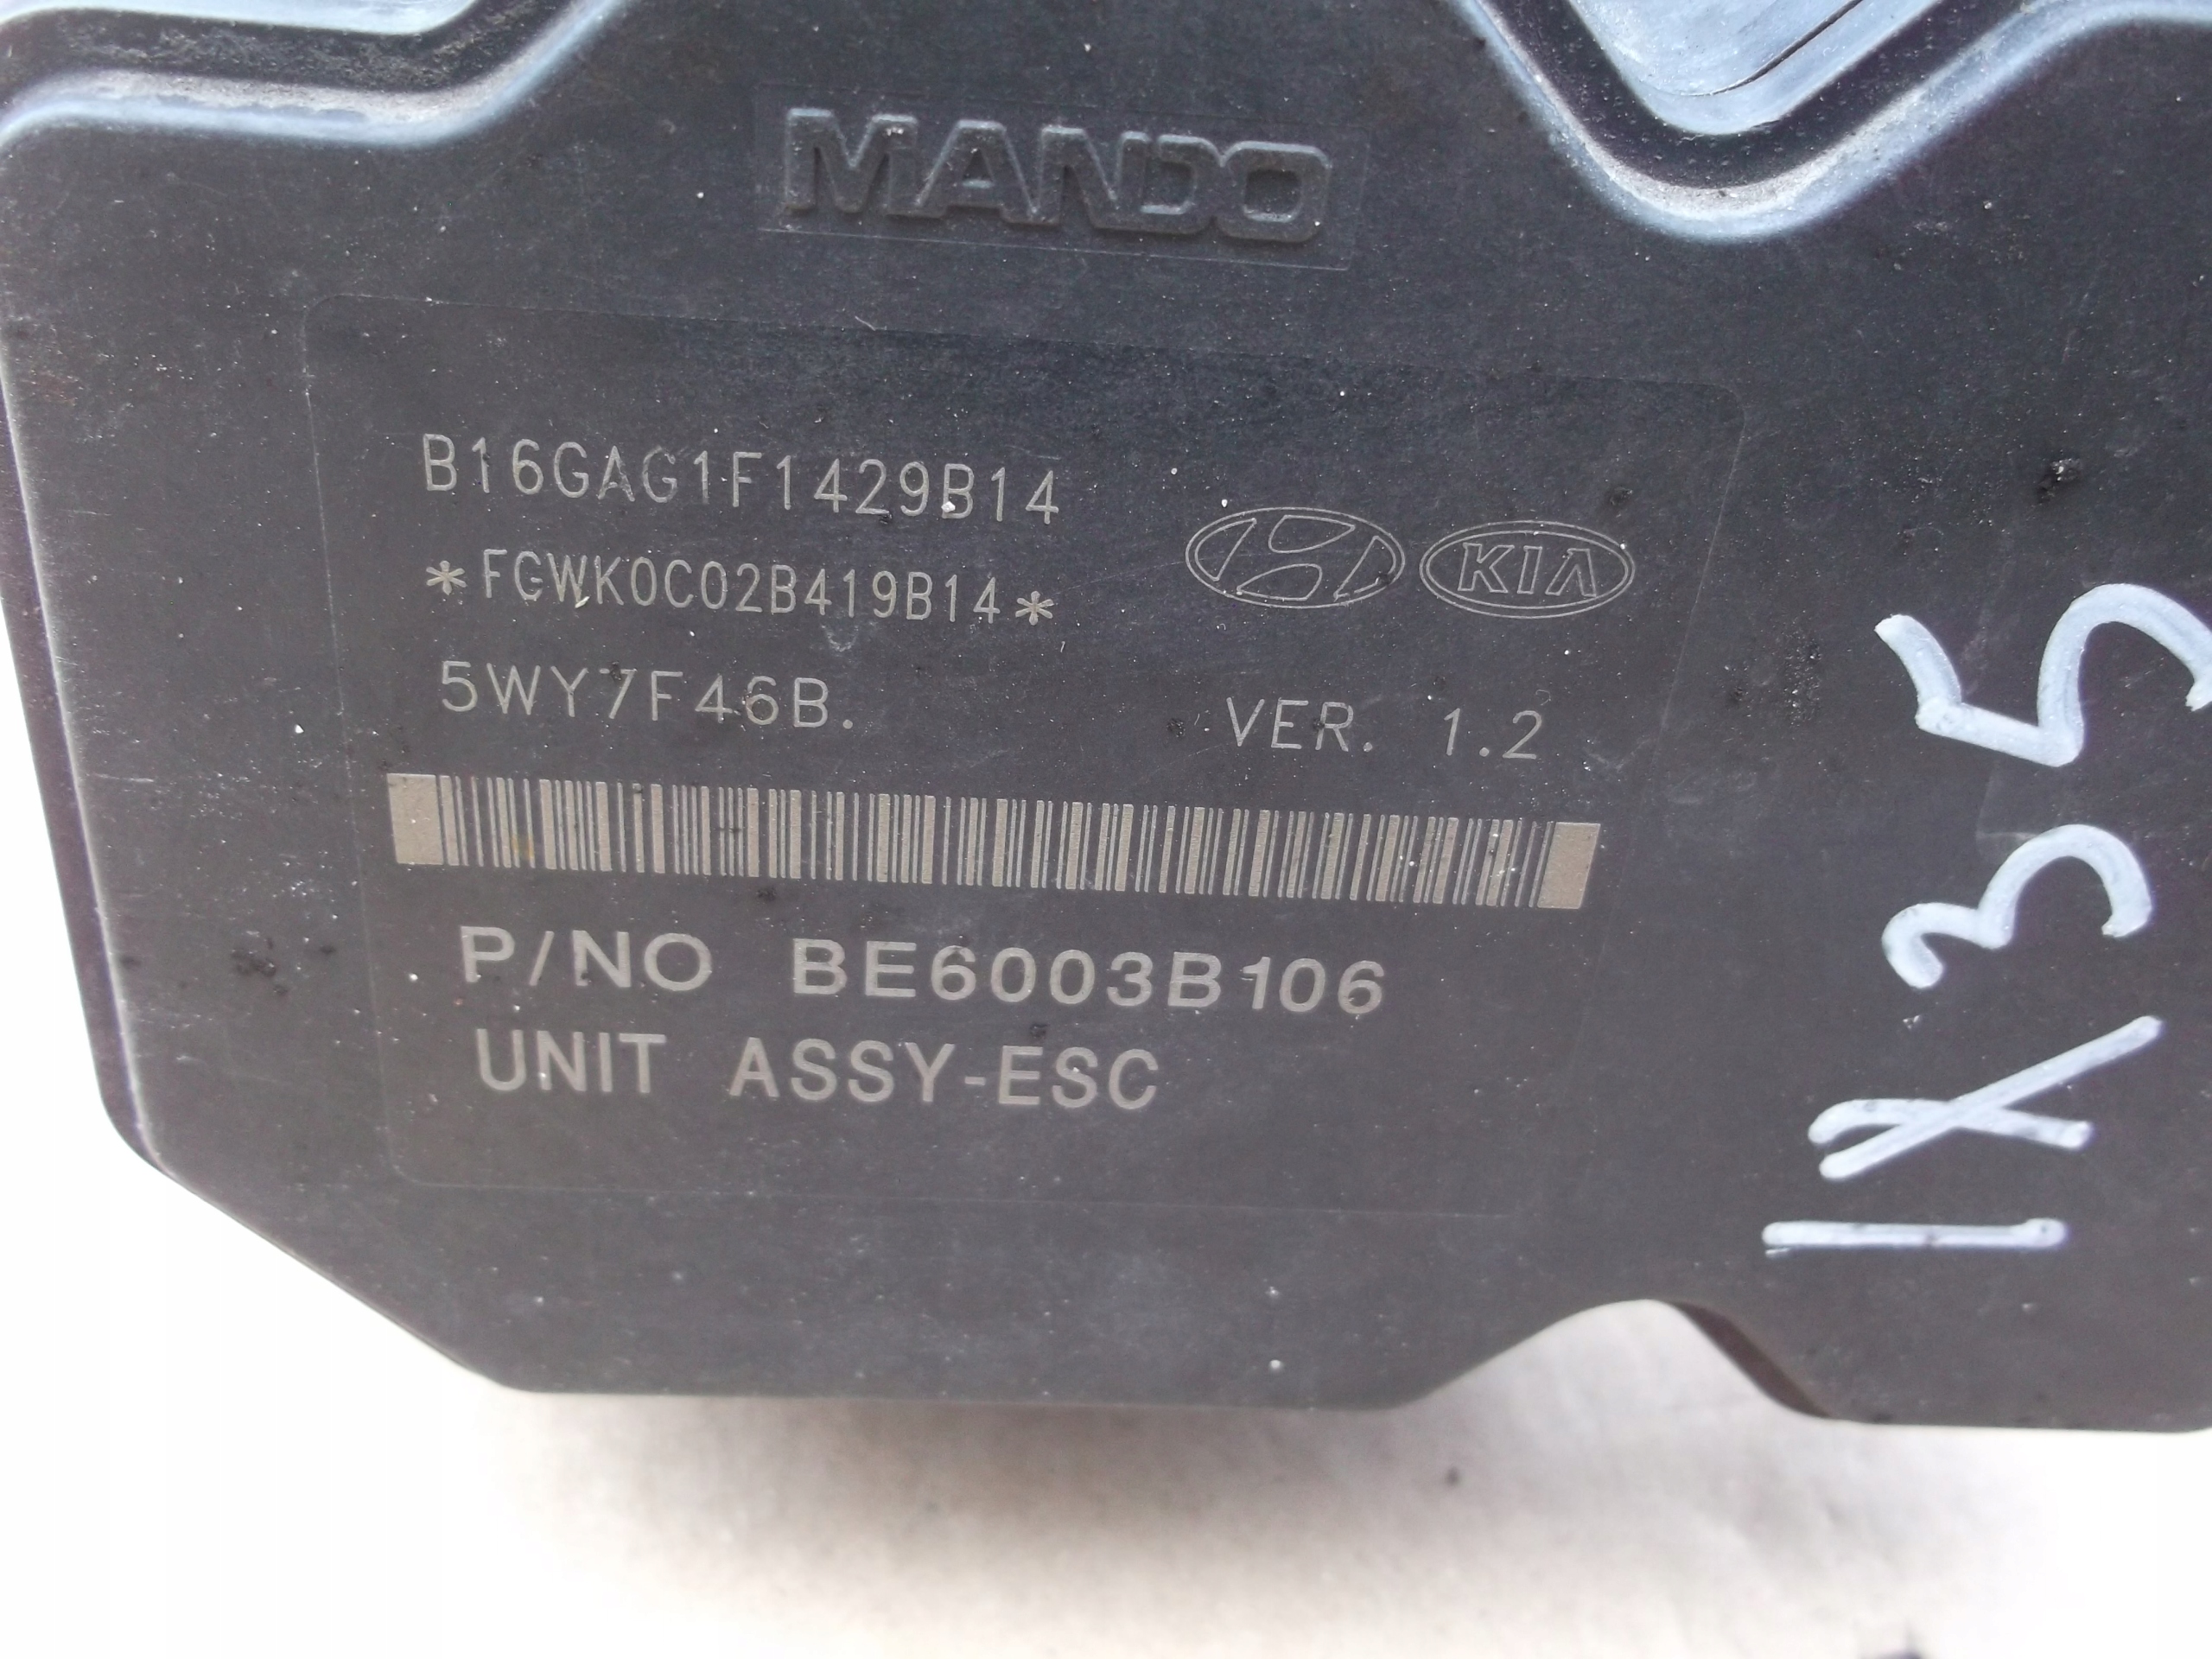 MANDO
B16GAG1F1429B14
*FGWK0C02B419B14*
KIA
5WY7F46B. VER. 1.2
P/NO BE6003B106
UNIT ASSY-ESC
IX35